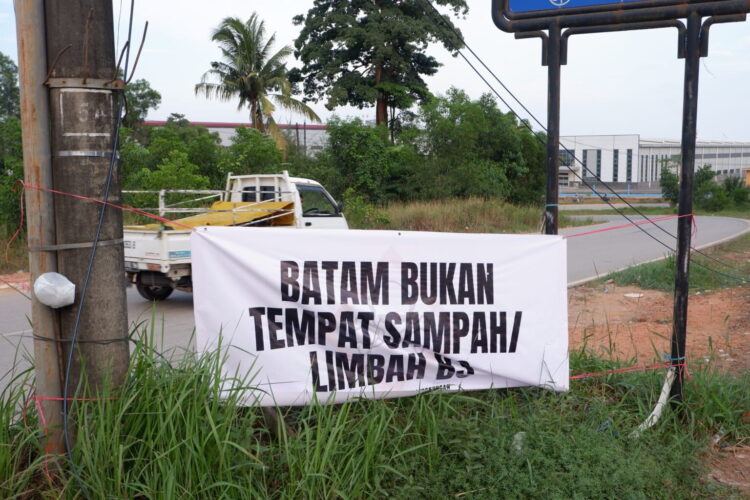 BATAM BUKAN
TEMPAT SAMPAH/
LIMBAH B3